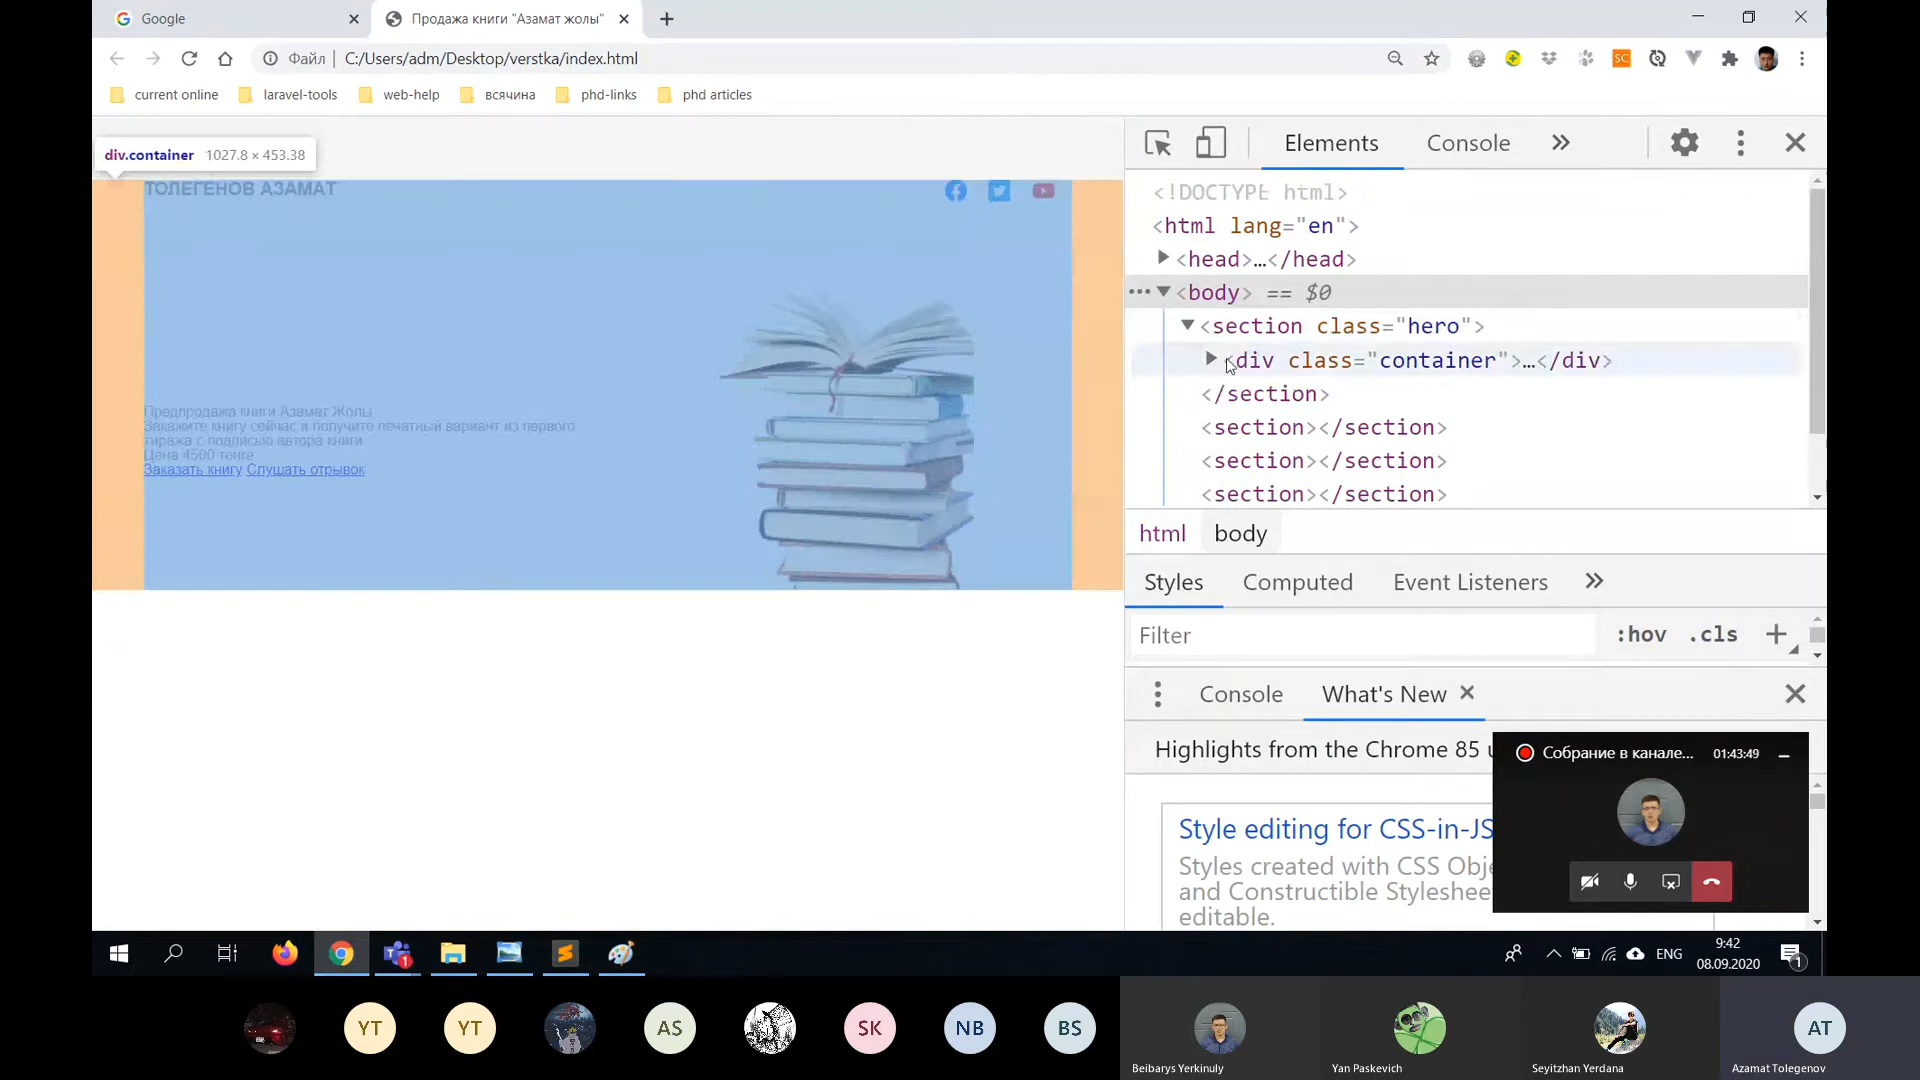 Google
Продажа книги "Азамат жолы"
Файл
C:/Users/adm/Desktop/verstka/index.html
current online
laravel-tools
web-help
всячина
phd-links
phd articles
div.container 1027.8 × 453.38
ТОЛЕГЕНОВ АЗАМАТ
Предпродажа книги Азамат Жолы
Закажите книгу сейчас и получите печатный вариант из первого
тиража с подписью автора книги
Цена 4500 тенге
Заказать книгу Слушать отрывок
Elements
Console
<!DOCTYPE html>
<html lang="en">
<head>…</head>
<body> == $0
<section class="hero">
<div class="container">…</div>
</section>
<section></section>
<section></section>
<section></section>
html
body
Styles
Computed
Event Listeners
Filter
:hov
.cls
Console
What's New
Highlights from the Chrome 85 u
Style editing for CSS-in-JS
Styles created with CSS Obje
and Constructible Styleshee
editable.
Собрание в канале...
01:43:49
SC
1
ENG
9:42
08.09.2020
1
YT
YT
AS
SK
NB
BS
AT
Beibarys Yerkinuly
Yan Paskevich
Seyitzhan Yerdana
Azamat Tolegenov